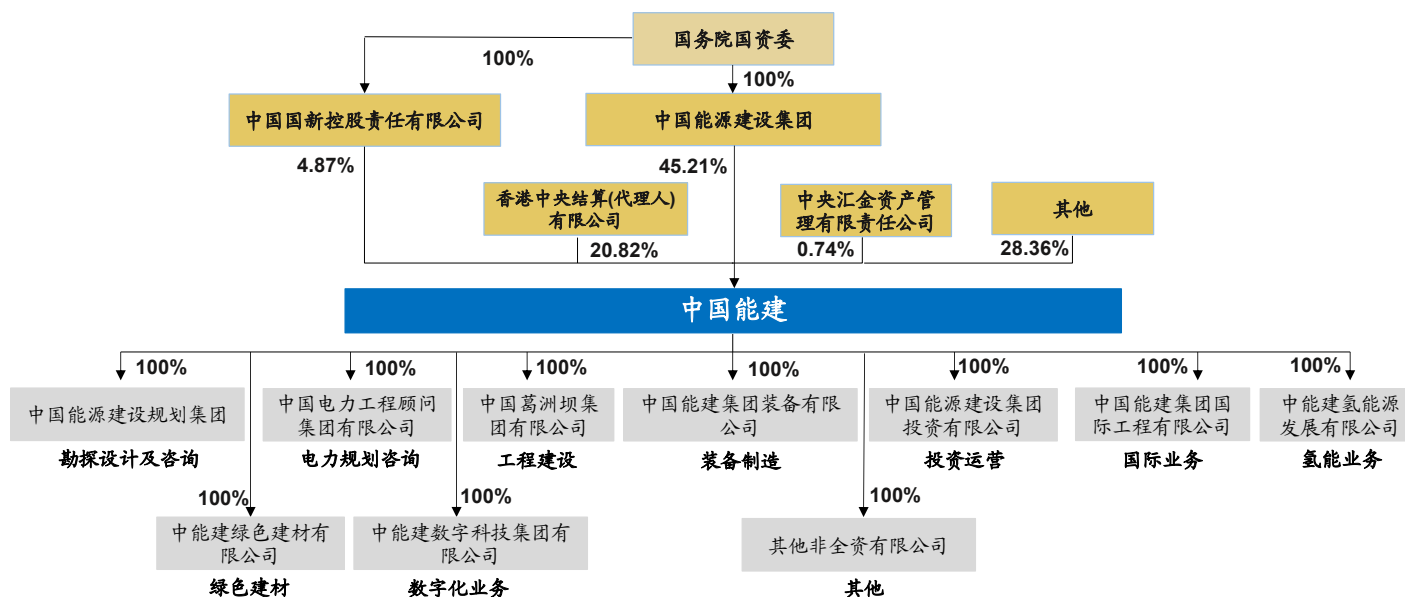 国务院国资委
100%
100%
中国国新控股责任有限公司
中国能源建设集团
4.87%
45.21%
香港中央结算(代理人)
有限公司
中央汇金资产管
理有限责任公司
其他
20.82%
0.74%
28.36%
中国能建
100%
100%
100%
100%
100%
100%
100%
中国能源建设规划集团
中国电力工程顾问
集团有限公司
中国葛洲坝集
团有限公司
中国能建集团装备有限公
司
中国能源建设集团
投资有限公司
中国能建集团国
际工程有限公司
中能建氢能源
发展有限公司
勘探设计及咨询
电力规划咨询
工程建设
装备制造
投资运营
国际业务
氢能业务
100%
100%
100%
中能建绿色建材有
限公司
中能建数字科技集团有
限公司
其他非全资有限公司
绿色建材
数字化业务
其他